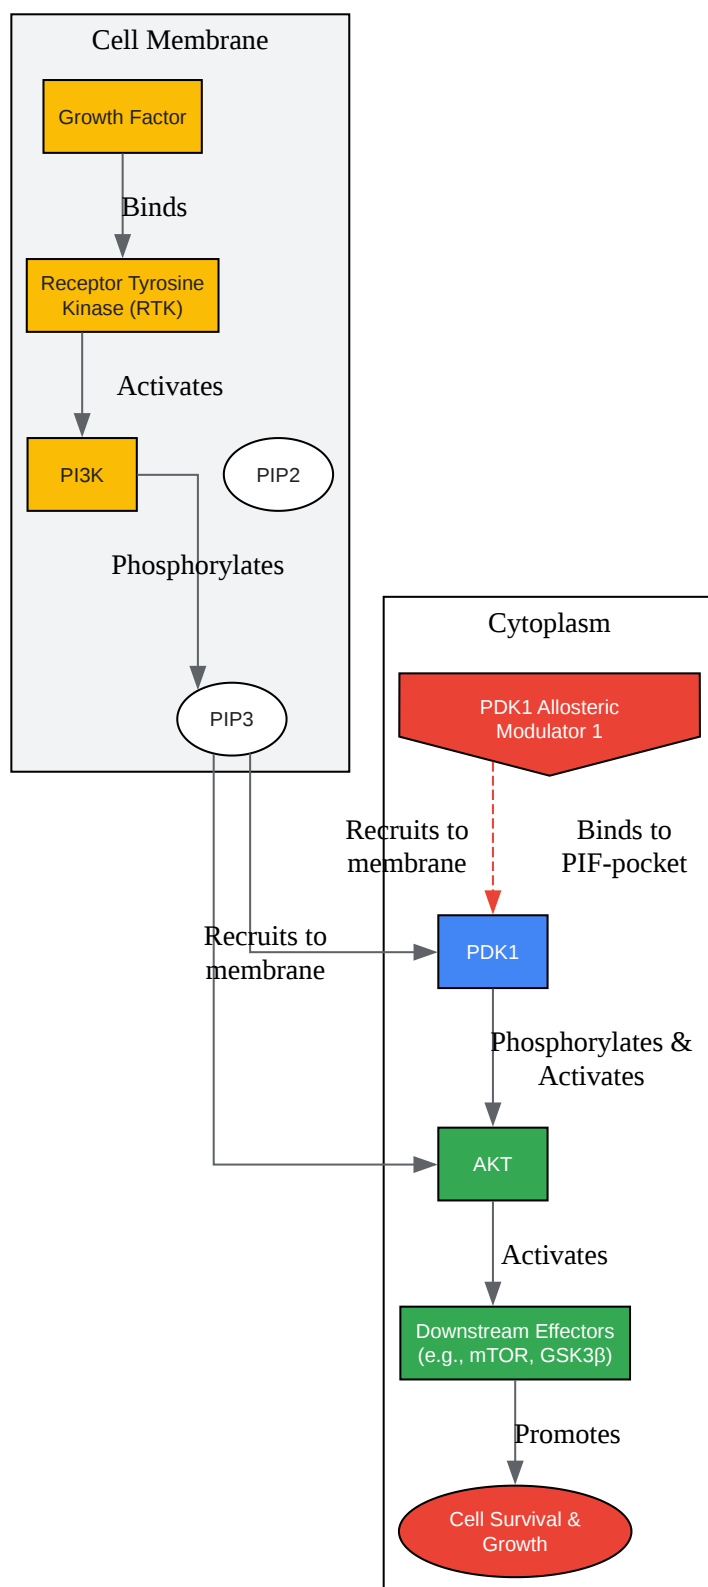 Cell Membrane
Growth Factor
Binds
Receptor Tyrosine
Kinase (RTK)
Activates
PI3K
PIP2
Phosphorylates
PIP3
Cytoplasm
PDK1 Allosteric
Modulator 1
Recruits to
membrane
Binds to
PIF-pocket
Recruits to
membrane
PDK1
Phosphorylates &
Activates
AKT
Activates
Downstream Effectors
(e.g., mTOR, GSK3β)
Promotes
Cell Survival &
Growth